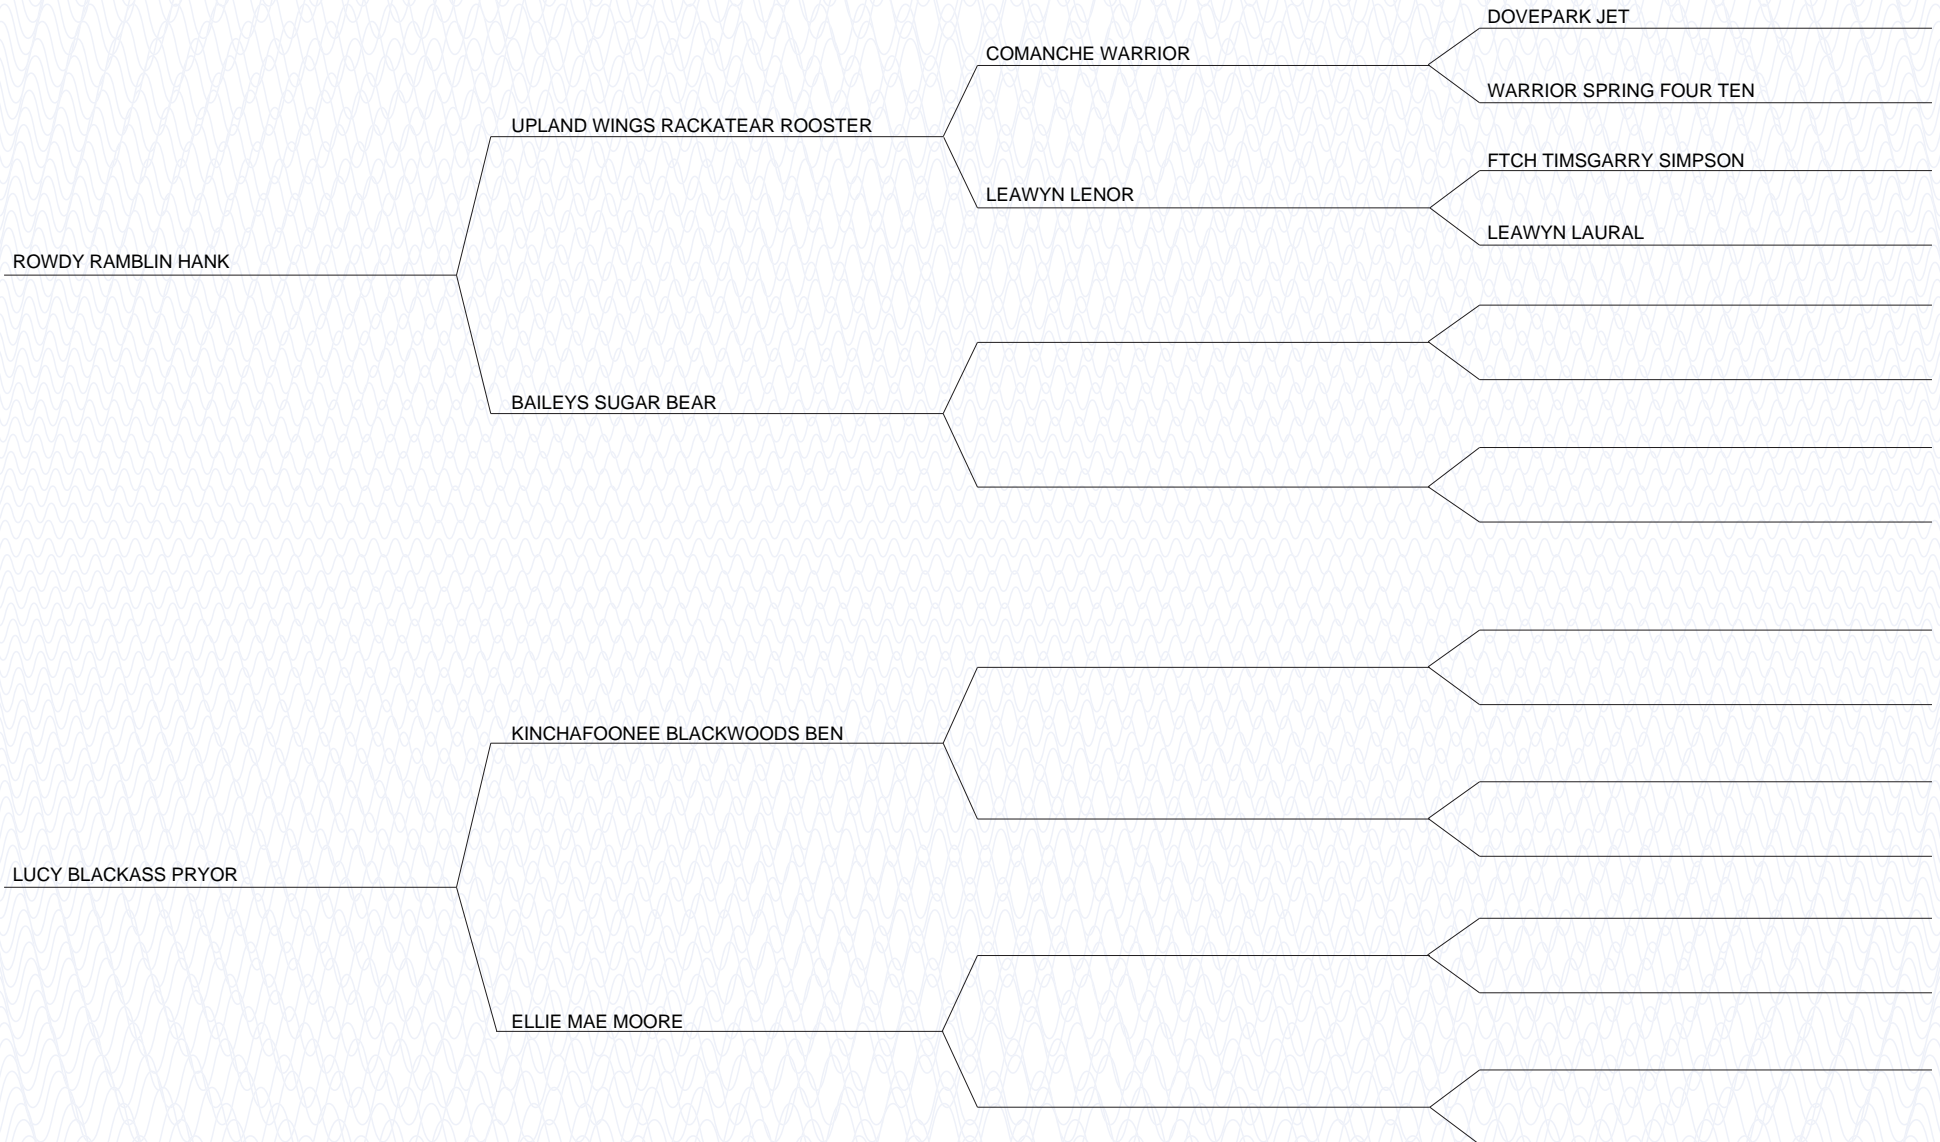 DOVEPARK JET
COMANCHE WARRIOR
WARRIOR SPRING FOUR TEN
UPLAND WINGS RACKATEAR ROOSTER
FTCH TIMSGARRY SIMPSON
LEAWYN LENOR
LEAWYN LAURAL
ROWDY RAMBLIN HANK
BAILEYS SUGAR BEAR
KINCHAFOONEE BLACKWOODS BEN
LUCY BLACKASS PRYOR
ELLIE MAE MOORE